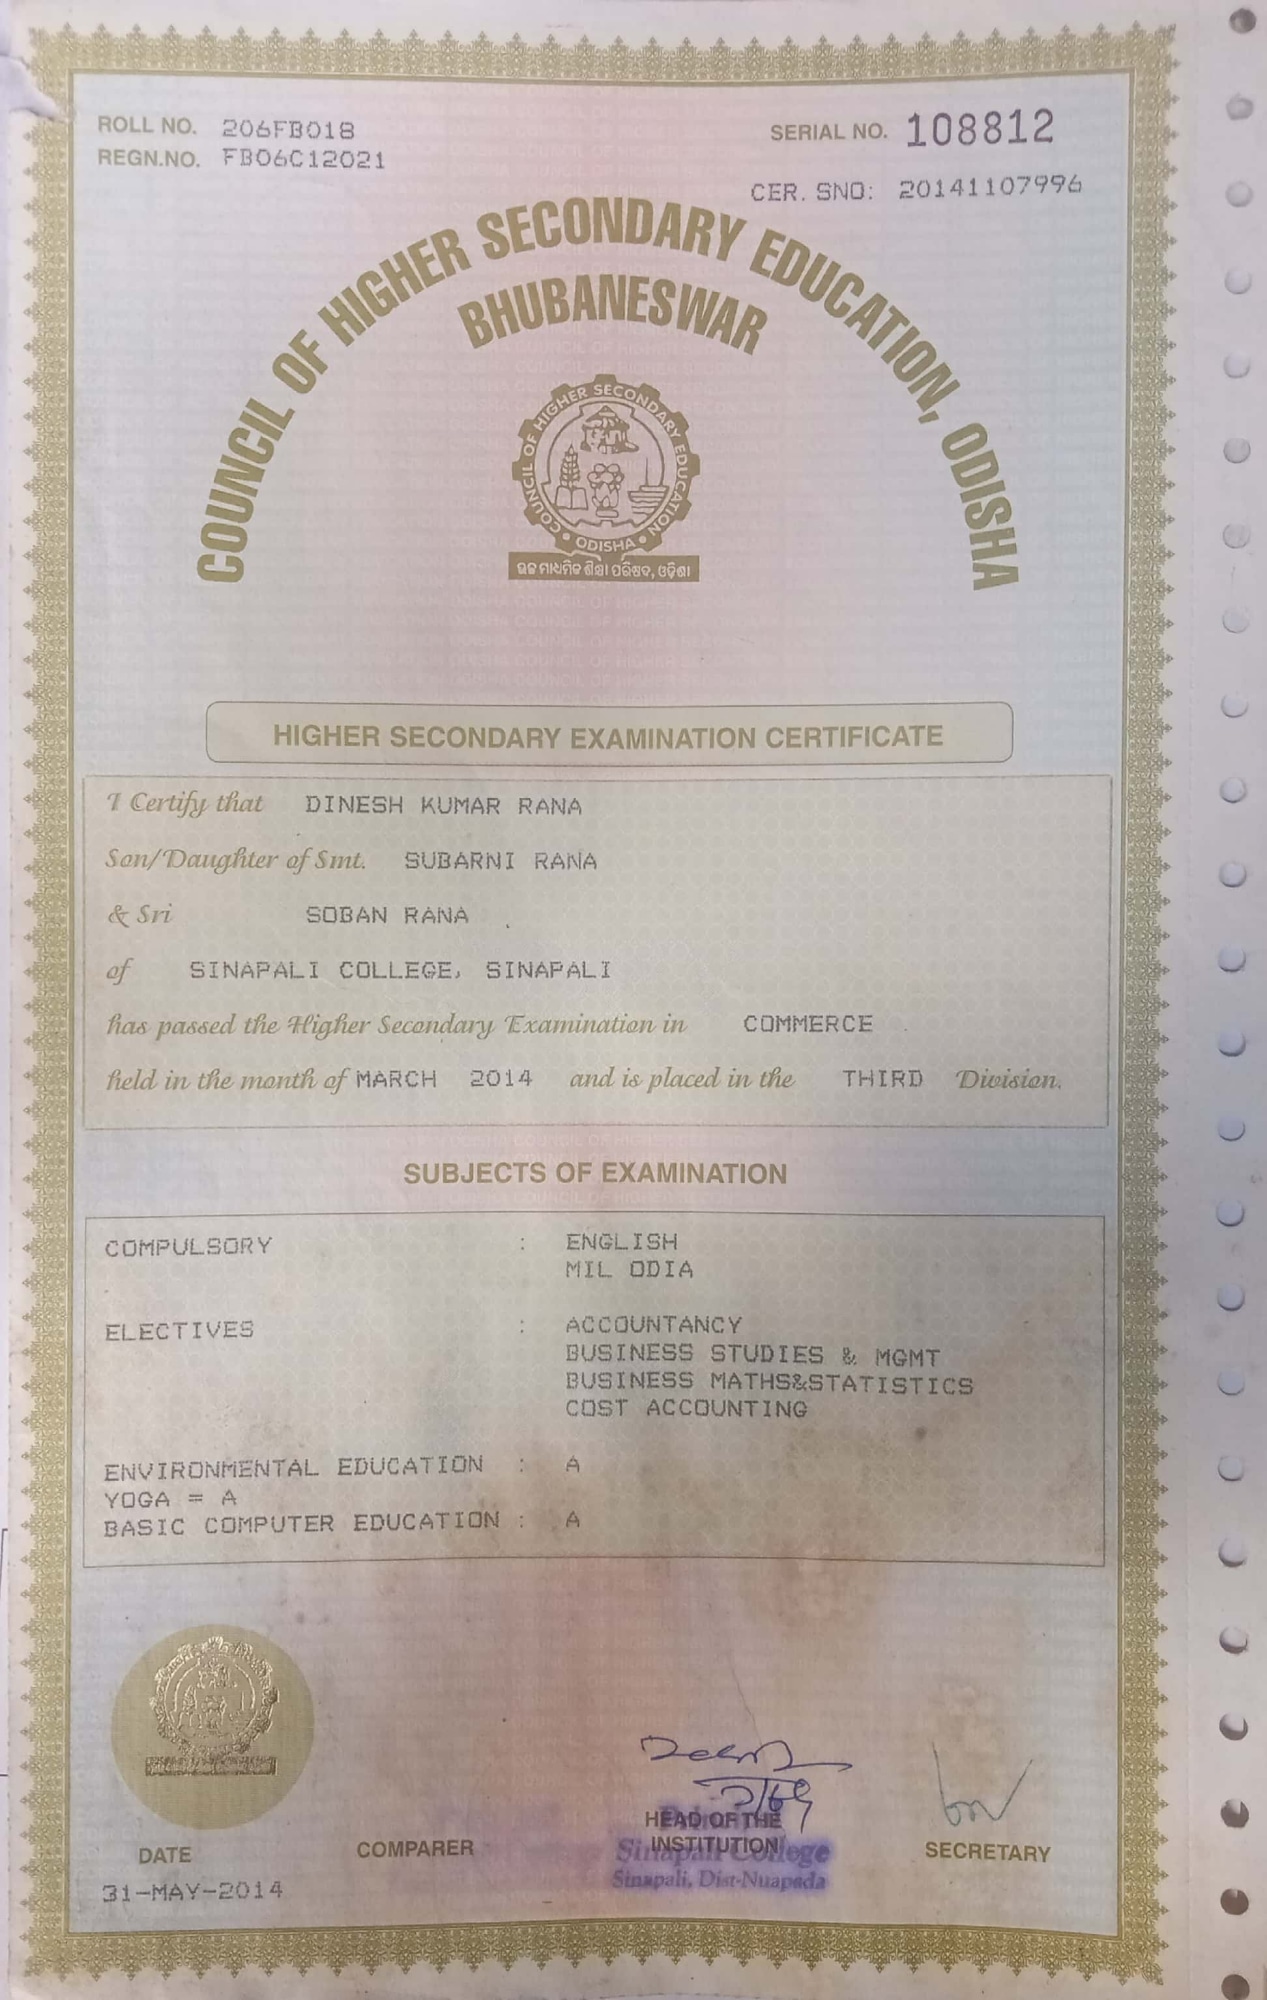 ROLL NO. 206FB018
REGN.NO. FB06C12021
SERIAL NO. 108812
CER. SNO: 20141107996
COUNCIL OF HIGHER SECONDARY EDUCATION, ODISHA
BHUBANESWAR
COUNCIL OF HIGHER SECONDARY EDUCATION
• ODISHA •
ଉଚ୍ଚ ମାଧ୍ୟମିକ ଶିକ୍ଷା ପରିଷଦ, ଓଡ଼ିଶା
HIGHER SECONDARY EXAMINATION CERTIFICATE
I Certify that DINESH KUMAR RANA
Son/Daughter of Smt. SUBARNI RANA
& Sri SOBAN RANA
of SINAPALI COLLEGE, SINAPALI
has passed the Higher Secondary Examination in COMMERCE
held in the month of MARCH 2014 and is placed in the THIRD Division.
SUBJECTS OF EXAMINATION
COMPULSORY : ENGLISH
MIL ODIA
ELECTIVES : ACCOUNTANCY
BUSINESS STUDIES & MGMT
BUSINESS MATHS&STATISTICS
COST ACCOUNTING
ENVIRONMENTAL EDUCATION : A
YOGA = A
BASIC COMPUTER EDUCATION : A
DATE
31-MAY-2014
COMPARER
HEAD OF THE
INSTITUTION
Sinapali College
Sinapali, Dist-Nuapada
SECRETARY